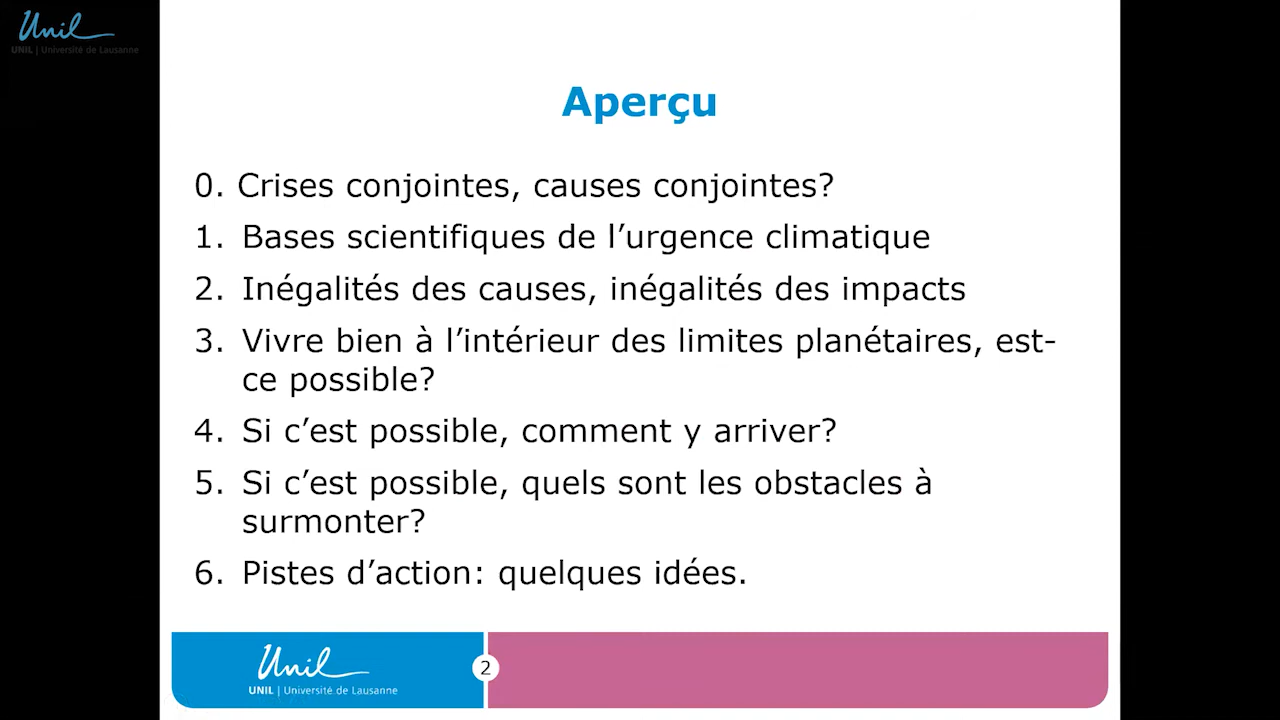 Unil
UNIL | Université de Lausanne
Aperçu
0. Crises conjointes, causes conjointes?
1. Bases scientifiques de l’urgence climatique
2. Inégalités des causes, inégalités des impacts
3. Vivre bien à l’intérieur des limites planétaires, est-
ce possible?
4. Si c’est possible, comment y arriver?
5. Si c’est possible, quels sont les obstacles à
surmonter?
6. Pistes d’action: quelques idées.
Unil
UNIL | Université de Lausanne
2